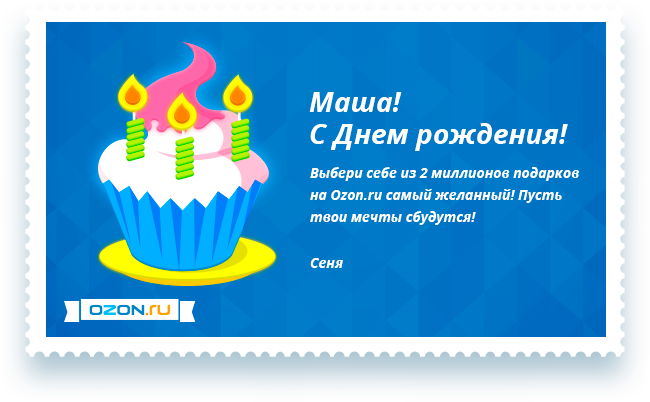 Маша!
С Днем рождения!
Выбери себе из 2 миллионов подарков
на Ozon.ru самый желанный! Пусть
твои мечты сбудутся!
Сеня
OZON.ru